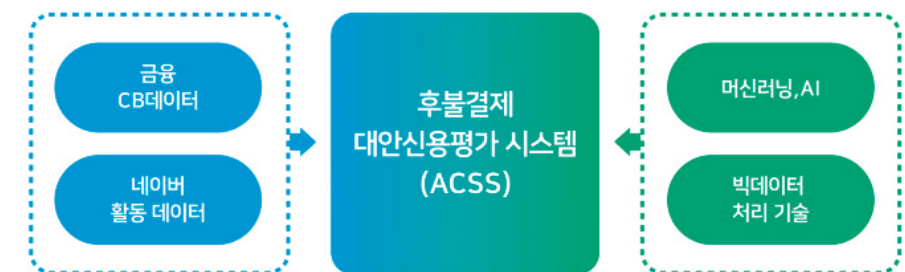 금융
CB데이터
네이버
활동 데이터
후불결제
대안신용평가 시스템
(ACSS)
머신러닝,AI
빅데이터
처리 기술